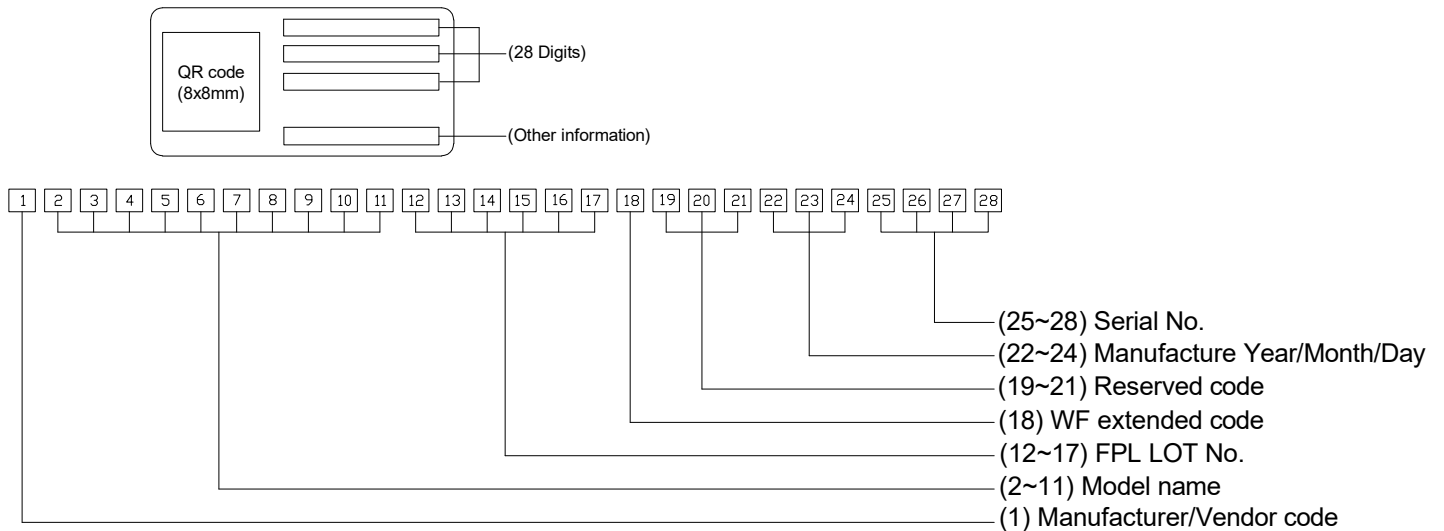 (28 Digits)
QR code
(8x8mm)
(Other information)
1 2 3 4 5 6 7 8 9 10 11 12 13 14 15 16 17 18 19 20 21 22 23 24 25 26 27 28
(25~28) Serial No.
(22~24) Manufacture Year/Month/Day
(19~21) Reserved code
(18) WF extended code
(12~17) FPL LOT No.
(2~11) Model name
(1) Manufacturer/Vendor code